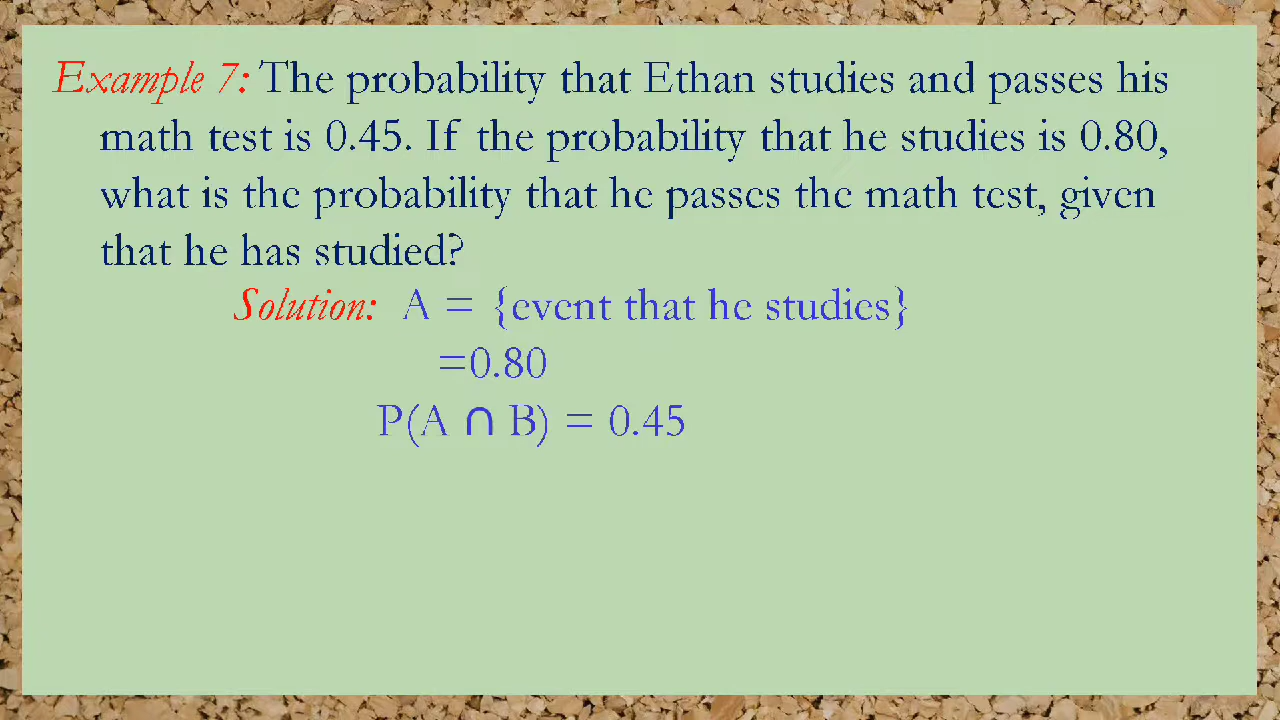 Example 7: The probability that Ethan studies and passes his
math test is 0.45. If the probability that he studies is 0.80,
what is the probability that he passes the math test, given
that he has studied?
Solution: A = {event that he studies}
=0.80
P(A ∩ B) = 0.45